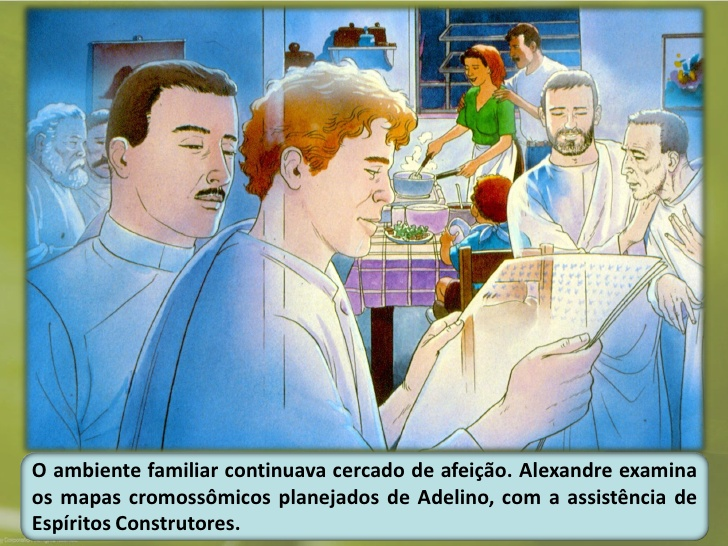 O ambiente familiar continuava cercado de afeição. Alexandre examina
os mapas cromossômicos planejados de Adelino, com a assistência de
Espíritos Construtores.